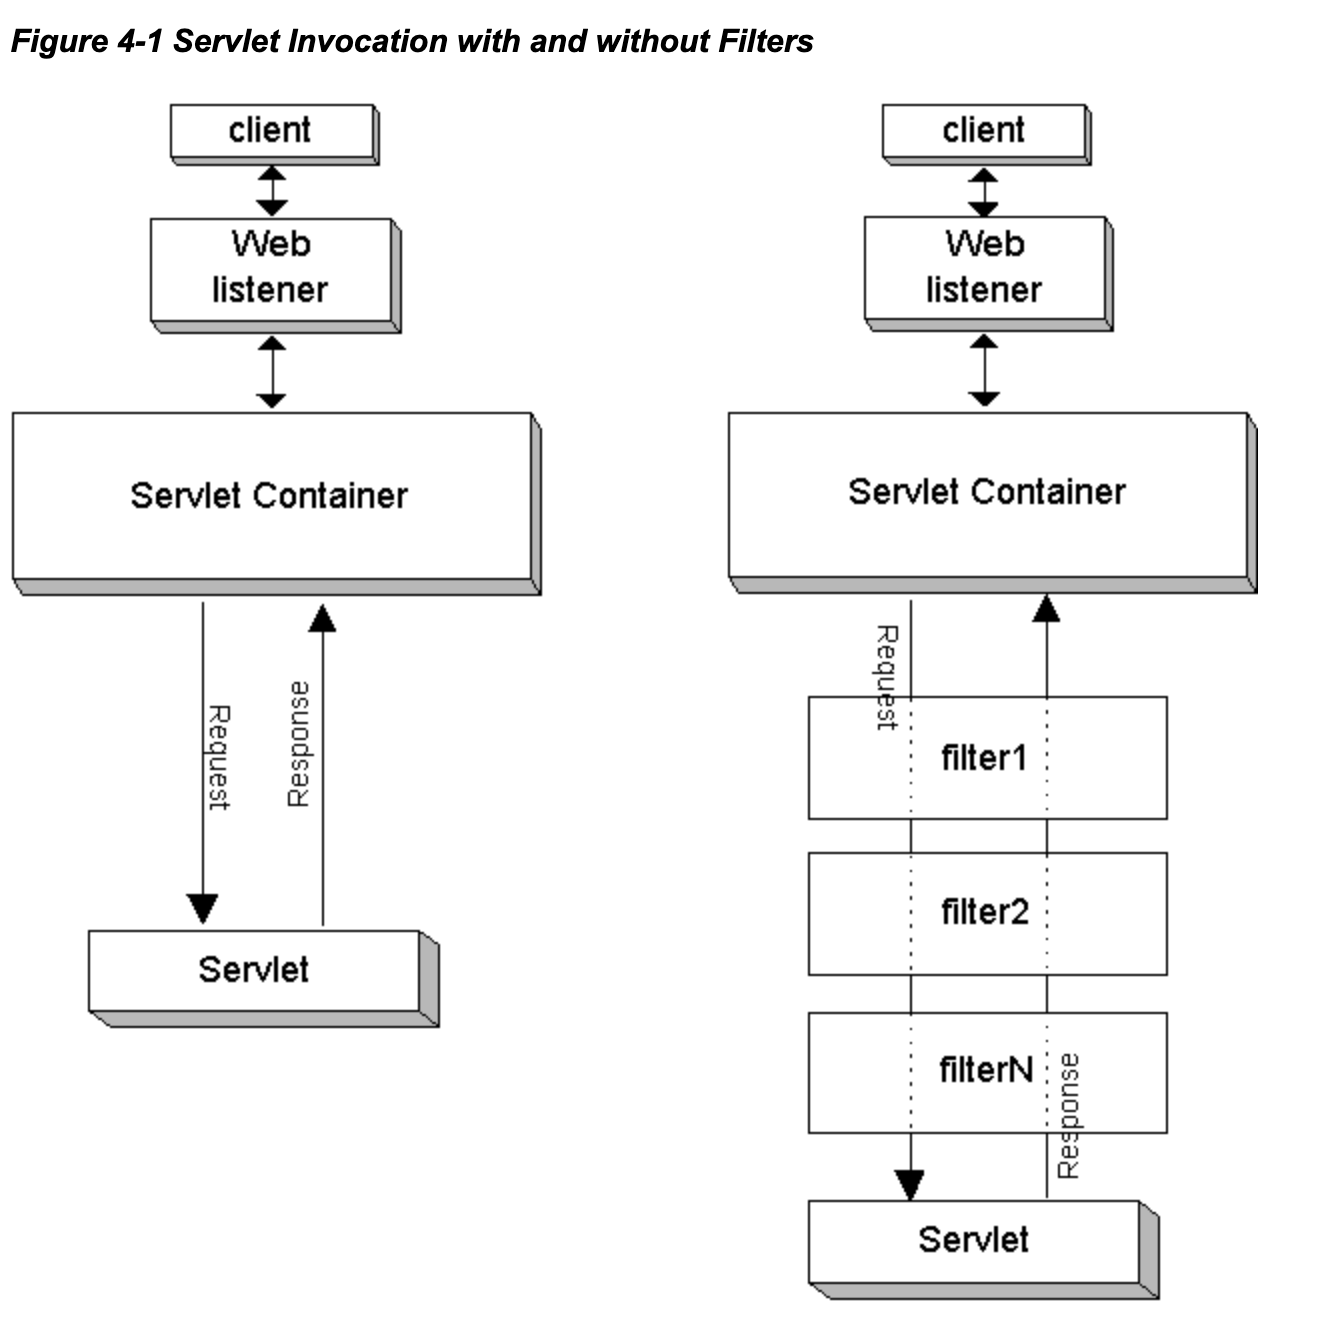 Figure 4-1 Servlet Invocation with and without Filters
client
Web
listener
Servlet Container
Request
Response
Servlet
client
Web
listener
Servlet Container
Request
filter1
filter2
filterN
Response
Servlet